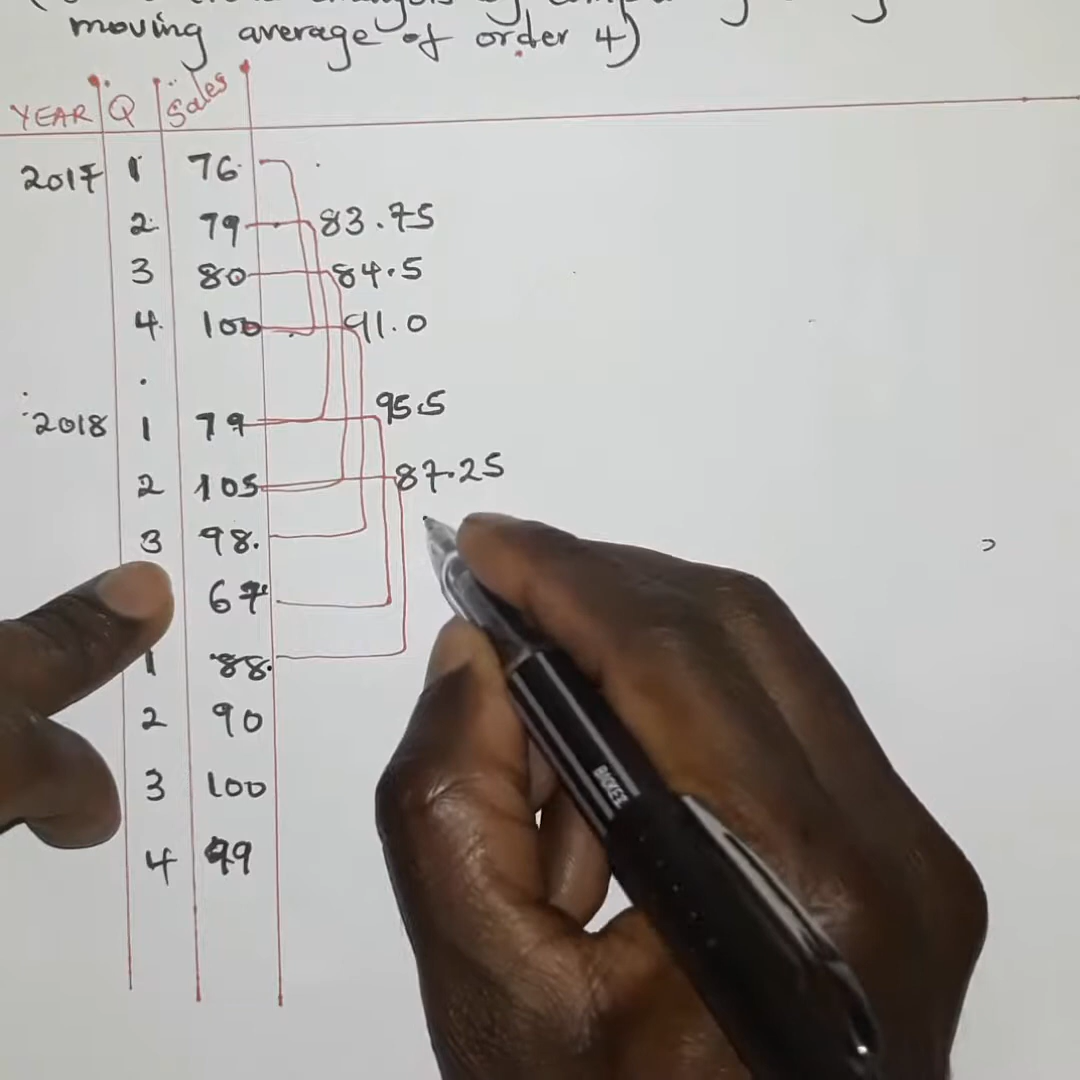 moving average of order 4)
YEAR Q Sales
2017 1 76
2 79 83.75
3 80 84.5
4 100 91.0
2018 1 79 95.5
2 105 87.25
3 98
67
1 88
2 90
3 100
4 99
BICKEZ